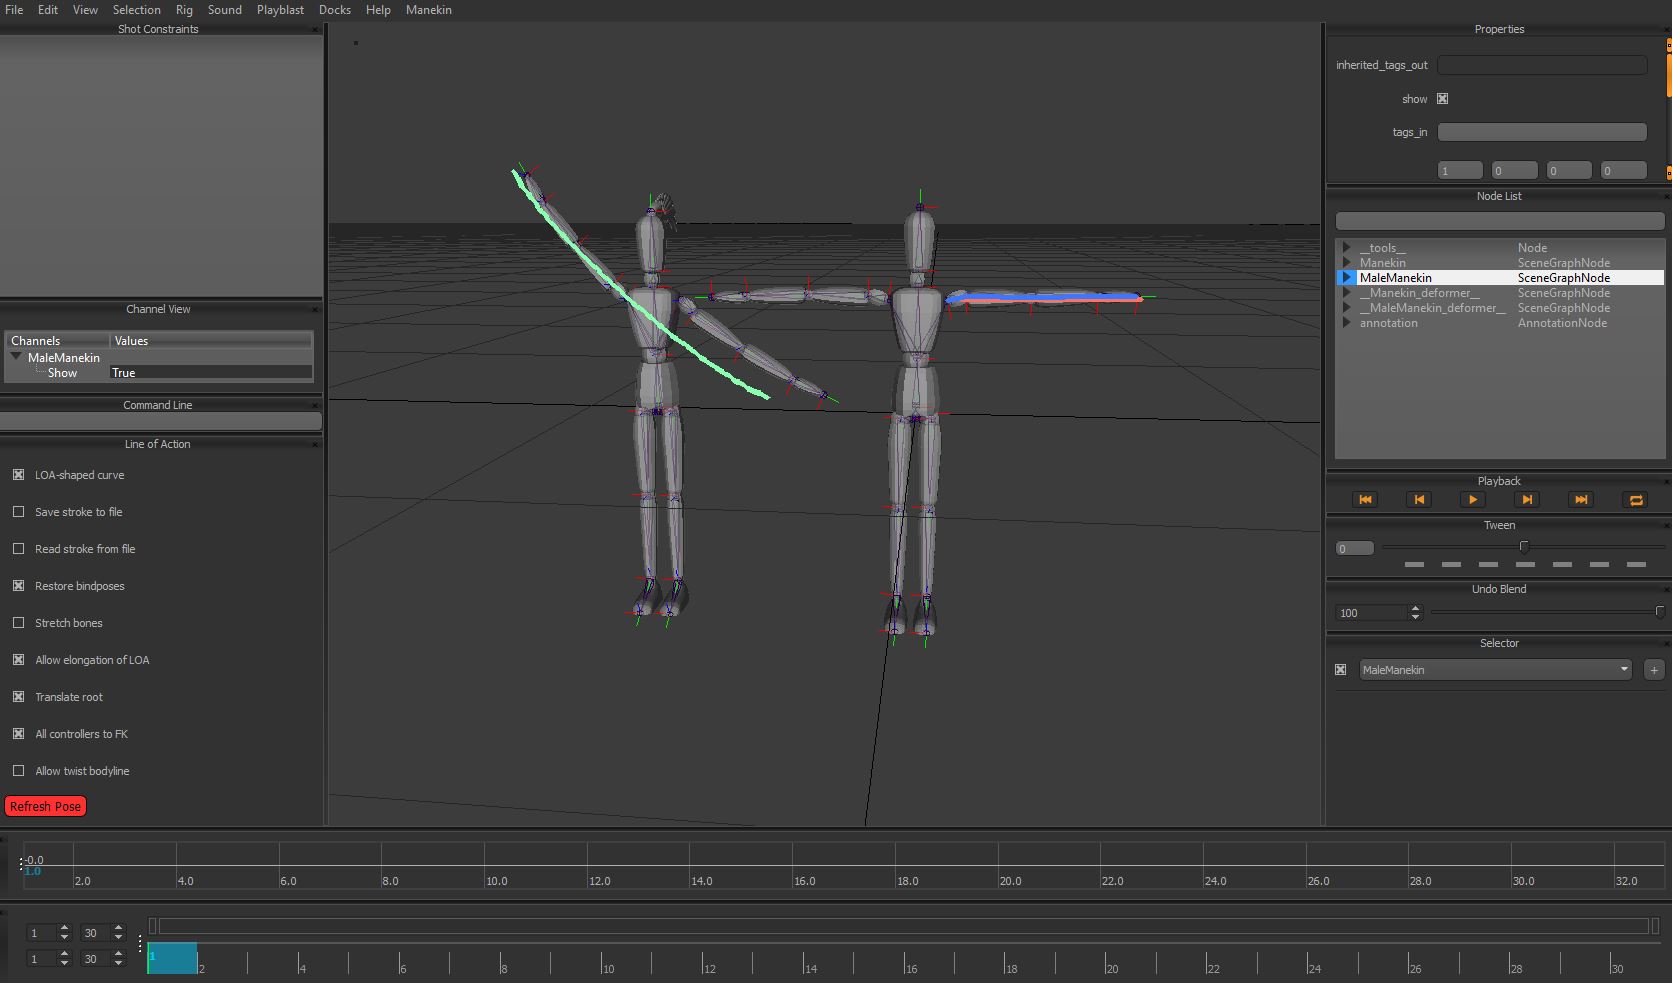 File Edit View Selection Rig Sound Playblast Docks Help Manekin
Shot Constraints
Channel View
Channels Values
MaleManekin
Show True
Command Line
Line of Action
LOA-shaped curve
Save stroke to file
Read stroke from file
Restore bindposes
Stretch bones
Allow elongation of LOA
Translate root
All controllers to FK
Allow twist bodyline
Refresh Pose
Properties
inherited_tags_out
show
tags_in
1 0 0 0
Node List
__tools__ Node
Manekin SceneGraphNode
MaleManekin SceneGraphNode
__Manekin_deformer__ SceneGraphNode
__MaleManekin_deformer__ SceneGraphNode
annotation AnnotationNode
Playback
Tween
0
Undo Blend
100
Selector
MaleManekin
+
-0.0
1.0
2.0 4.0 6.0 8.0 10.0 12.0 14.0 16.0 18.0 20.0 22.0 24.0 26.0 28.0 30.0 32.0
1 30
1 30
1
2 4 6 8 10 12 14 16 18 20 22 24 26 28 30